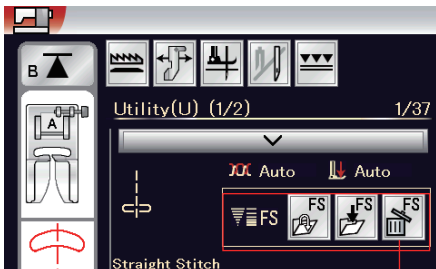 B
Utility(U) (1/2) 1/37
A
Auto Auto
FS FS FS FS
Straight Stitch